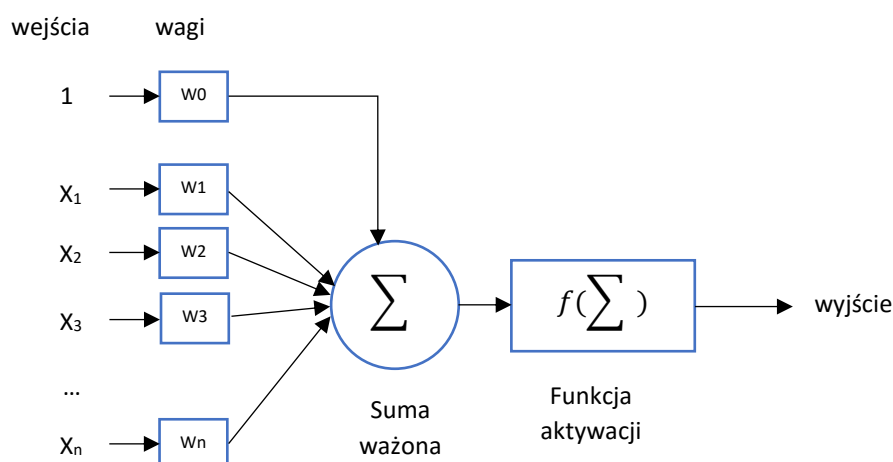 wejścia wagi
1 W0
X₁ W1
X₂ W2
X₃ W3
...
Xₙ Wn
∑
f(∑ )
wyjście
Suma
ważona
Funkcja
aktywacji